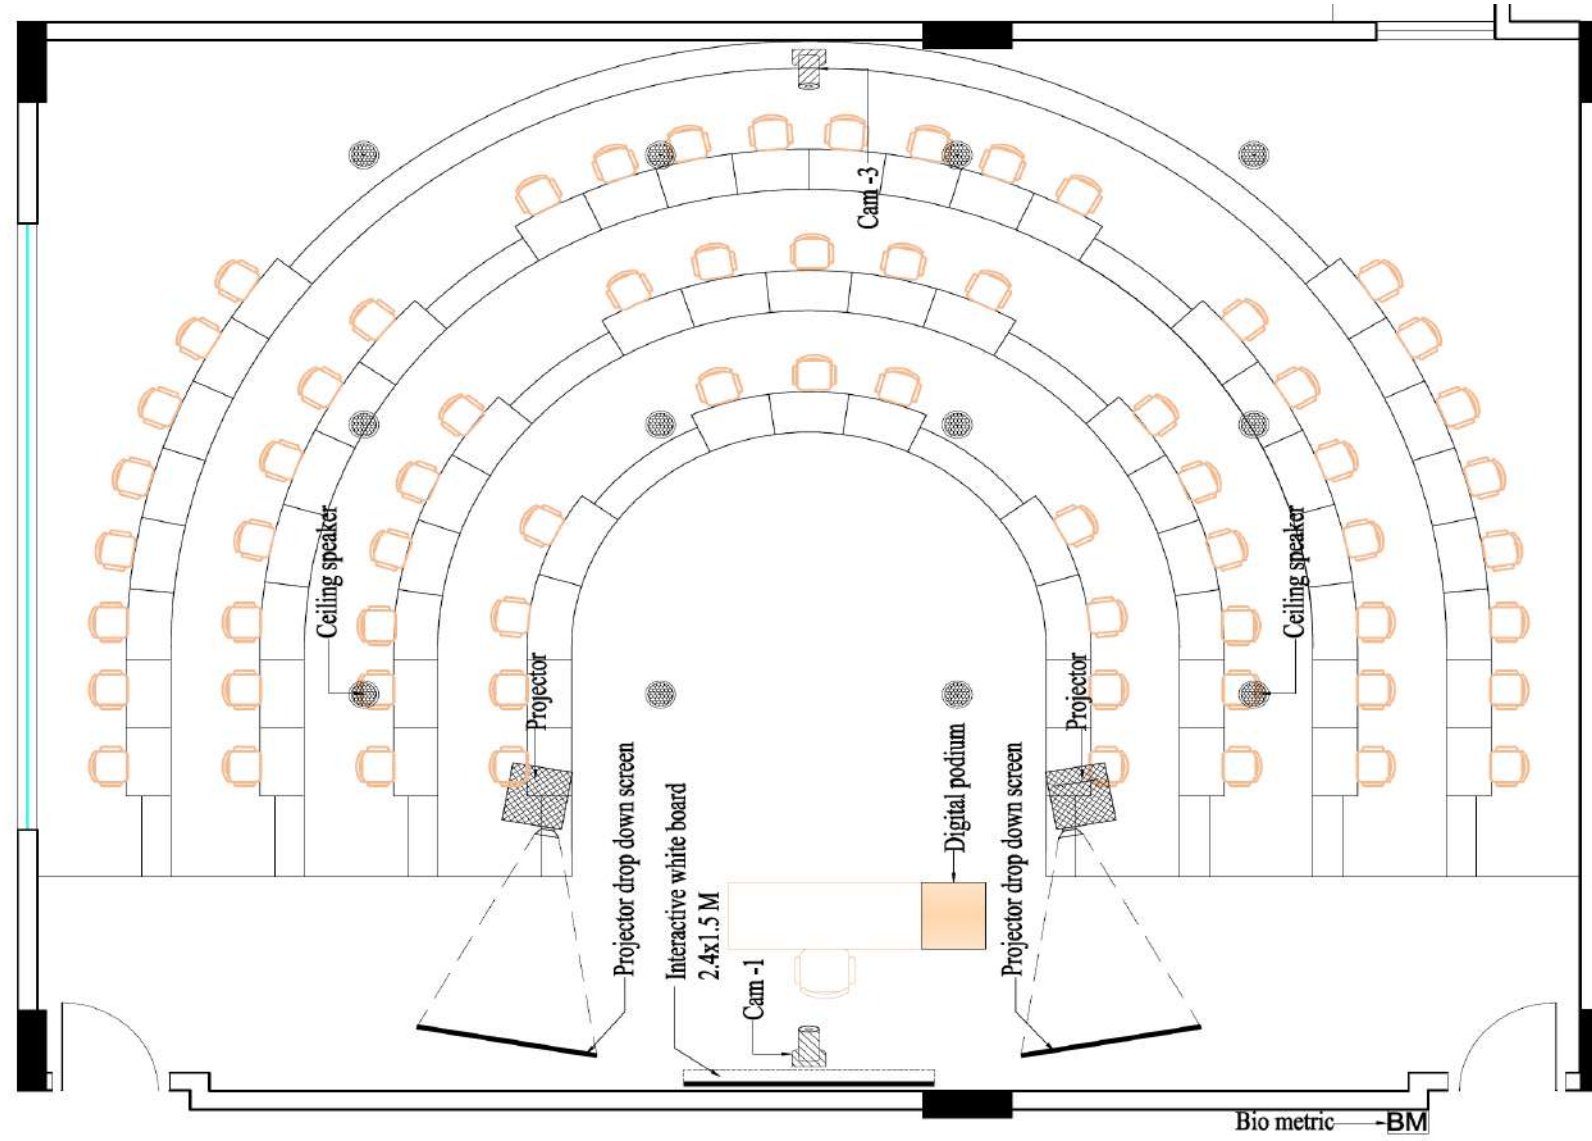 Cam -3
Ceiling speaker
Ceiling speaker
Projector
Projector
Projector drop down screen
Interactive white board
2.4x1.5 M
Cam -1
Digital podium
Projector drop down screen
Bio metric
BM